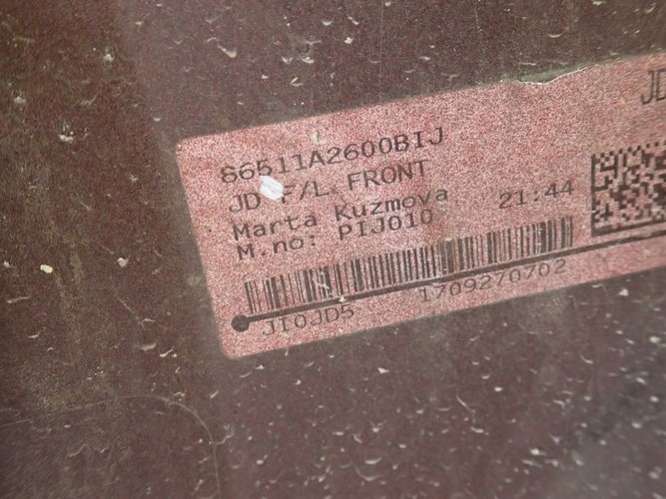 JD
86511A2600BIJ
JD F/L FRONT
Marta Kuzmova 21:44
M.no: PIJ010
JI0JD5 1709270702